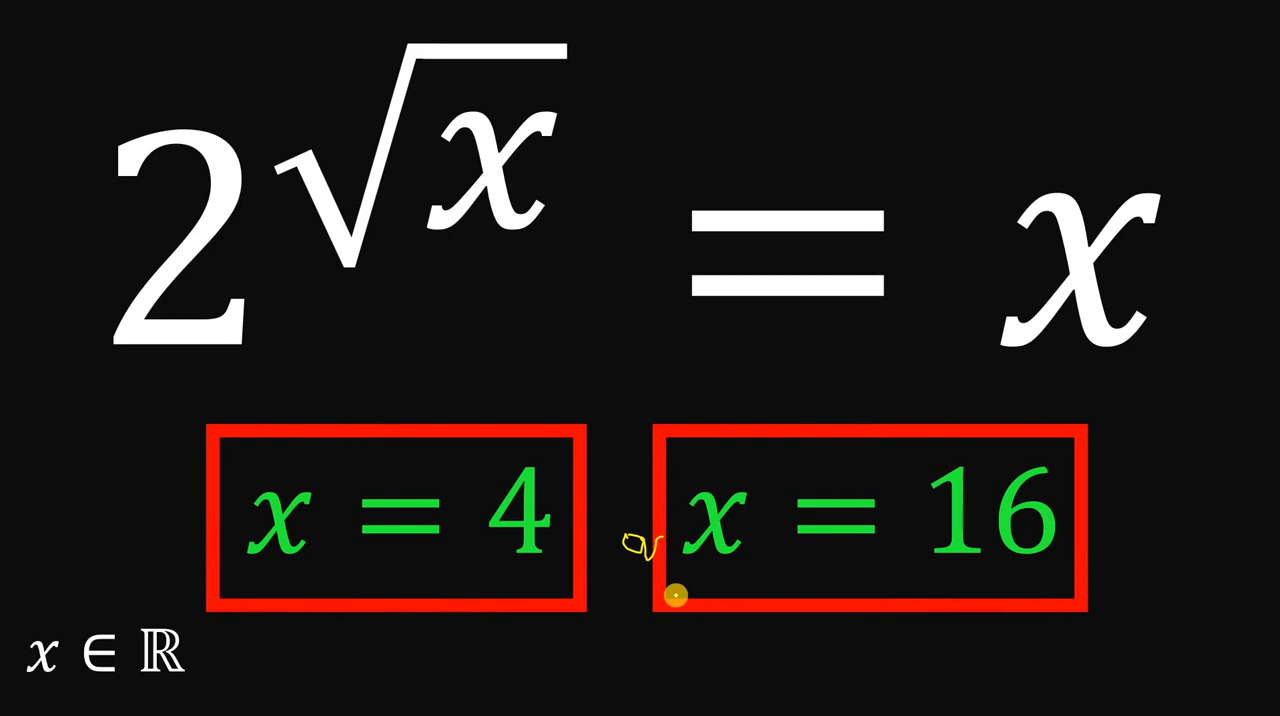 2^√x = x
x = 4 or x = 16
x ∈ ℝ